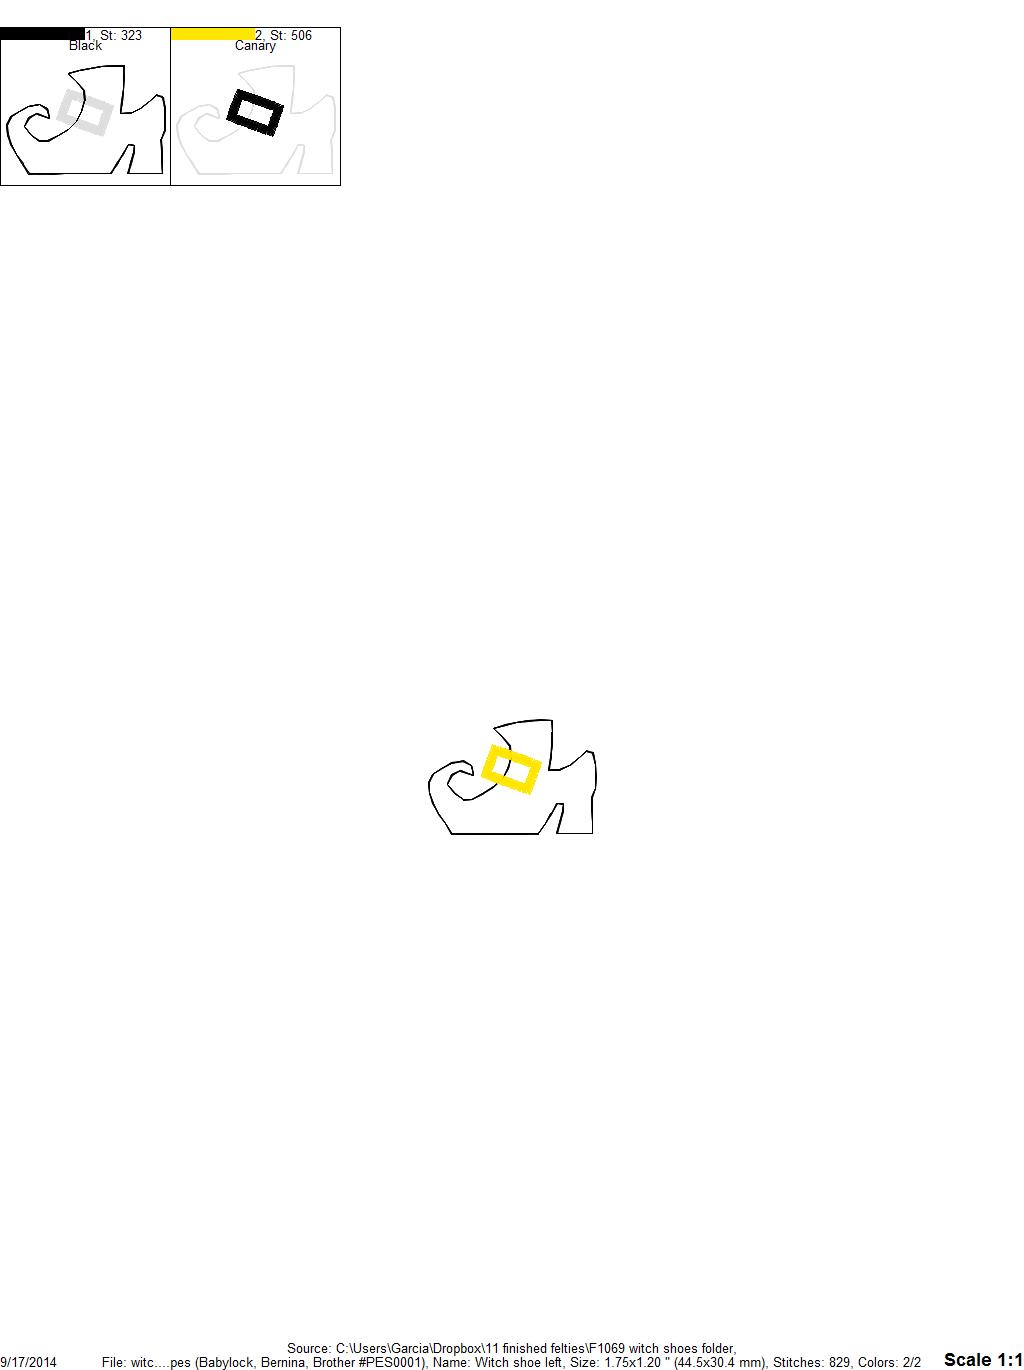 1, St: 323
Black
2, St: 506
Canary
Source: C:\Users\Garcia\Dropbox\11 finished felties\F1069 witch shoes folder,
9/17/2014 File: witc....pes (Babylock, Bernina, Brother #PES0001), Name: Witch shoe left, Size: 1.75x1.20 " (44.5x30.4 mm), Stitches: 829, Colors: 2/2 Scale 1:1